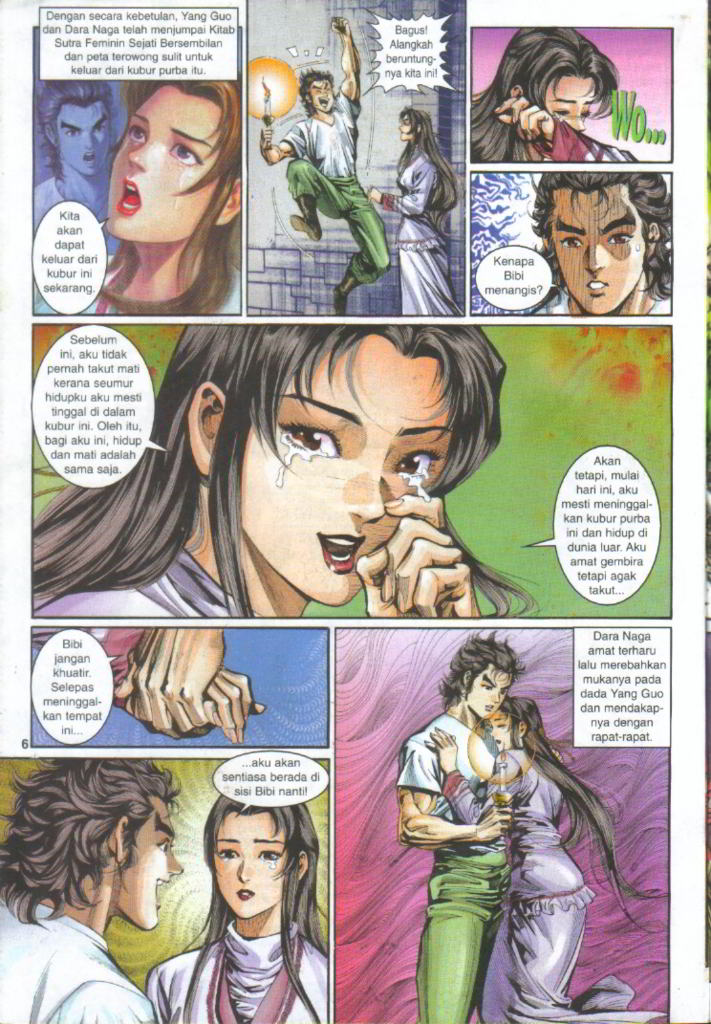 Dengan secara kebetulan, Yang Guo
dan Dara Naga telah menjumpai Kitab
Sutra Feminin Sejati Bersembilan
dan peta terowong sulit untuk
keluar dari kubur purba itu.
Kita
akan
dapat
keluar dari
kubur ini
sekarang.
Bagus!
Alangkah
beruntung-
nya kita ini!
Wo...
Kenapa
Bibi
menangis?
Sebelum
ini, aku tidak
pernah takut mati
kerana seumur
hidupku aku mesti
tinggal di dalam
kubur ini. Oleh itu,
bagi aku ini, hidup
dan mati adalah
sama saja.
Akan
tetapi, mulai
hari ini, aku
mesti meninggal-
kan kubur purba
ini dan hidup di
dunia luar. Aku
amat gembira
tetapi agak
takut...
Bibi
jangan
khuatir.
Selepas
meninggal-
kan tempat
ini...
6
...aku akan
sentiasa berada di
sisi Bibi nanti!
Dara Naga
amat terharu
lalu merebahkan
mukanya pada
dada Yang Guo
dan mendakap-
nya dengan
rapat-rapat.